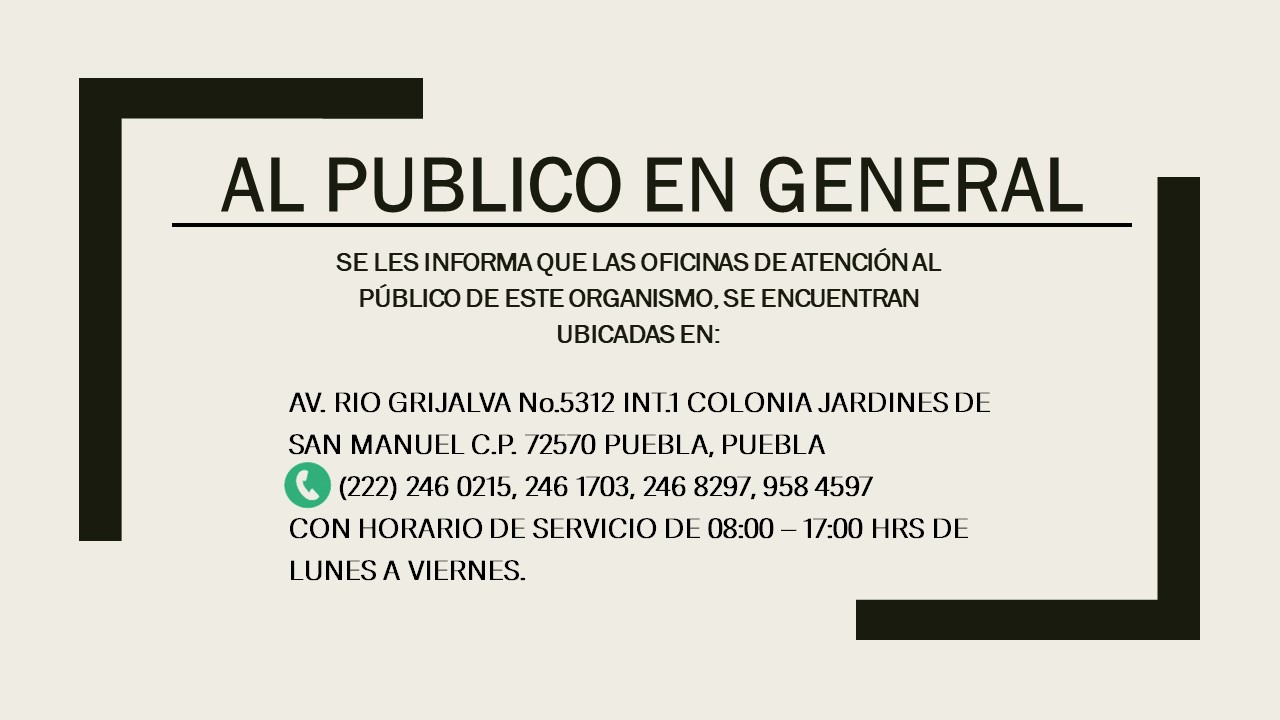 AL PUBLICO EN GENERAL
SE LES INFORMA QUE LAS OFICINAS DE ATENCIÓN AL
PÚBLICO DE ESTE ORGANISMO, SE ENCUENTRAN
UBICADAS EN:
AV. RIO GRIJALVA No.5312 INT.1 COLONIA JARDINES DE
SAN MANUEL C.P. 72570 PUEBLA, PUEBLA
(222) 246 0215, 246 1703, 246 8297, 958 4597
CON HORARIO DE SERVICIO DE 08:00 – 17:00 HRS DE
LUNES A VIERNES.